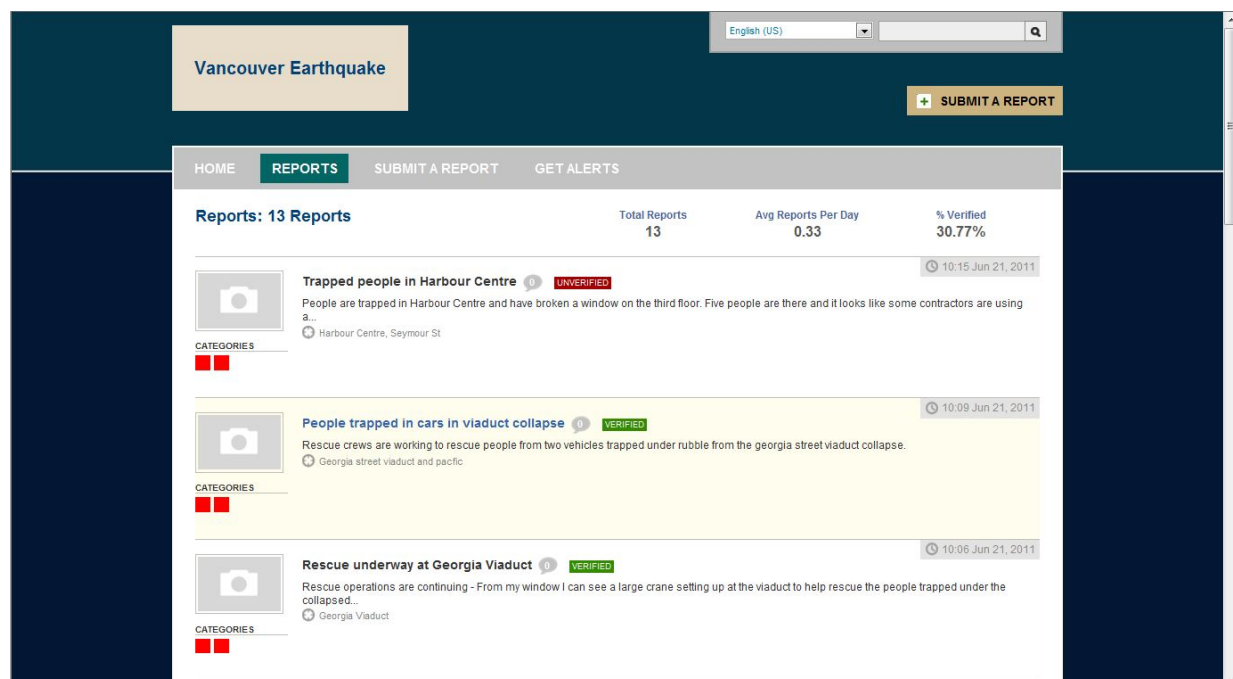 English (US)
Vancouver Earthquake
SUBMIT A REPORT
HOME REPORTS SUBMIT A REPORT GET ALERTS
Reports: 13 Reports
Total Reports Avg Reports Per Day % Verified
13 0.33 30.77%
10:15 Jun 21, 2011
Trapped people in Harbour Centre 0 UNVERIFIED
People are trapped in Harbour Centre and have broken a window on the third floor. Five people are there and it looks like some contractors are using
a...
Harbour Centre, Seymour St
CATEGORIES
10:09 Jun 21, 2011
People trapped in cars in viaduct collapse 0 VERIFIED
Rescue crews are working to rescue people from two vehicles trapped under rubble from the georgia street viaduct collapse.
Georgia street viaduct and pacfic
CATEGORIES
10:06 Jun 21, 2011
Rescue underway at Georgia Viaduct 0 VERIFIED
Rescue operations are continuing - From my window I can see a large crane setting up at the viaduct to help rescue the people trapped under the
collapsed...
Georgia Viaduct
CATEGORIES